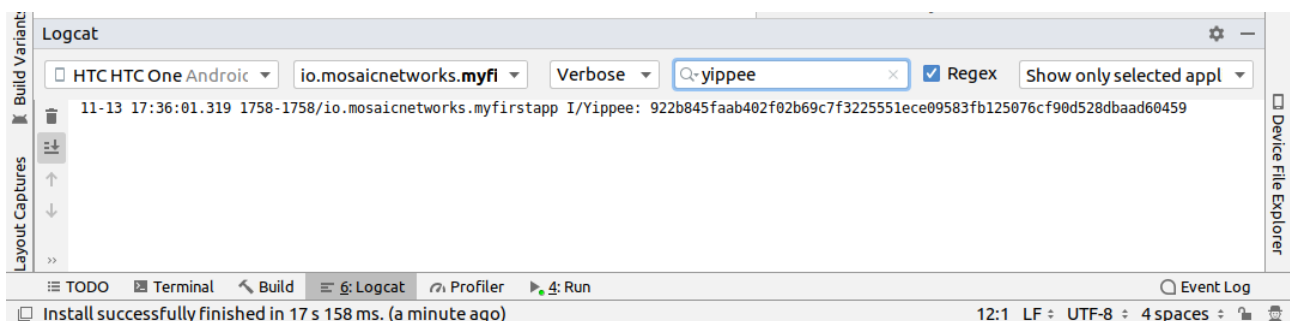 Logcat
HTC HTC One Androic io.mosaicnetworks.myfi Verbose yippee Regex Show only selected appl
11-13 17:36:01.319 1758-1758/io.mosaicnetworks.myfirstapp I/Yippee: 922b845faab402f02b69c7f3225551ece09583fb125076cf90d528dbaad60459
Build Variants
Layout Captures
Device File Explorer
TODO Terminal Build 6: Logcat Profiler 4: Run Event Log
Install successfully finished in 17 s 158 ms. (a minute ago) 12:1 LF UTF-8 4 spaces